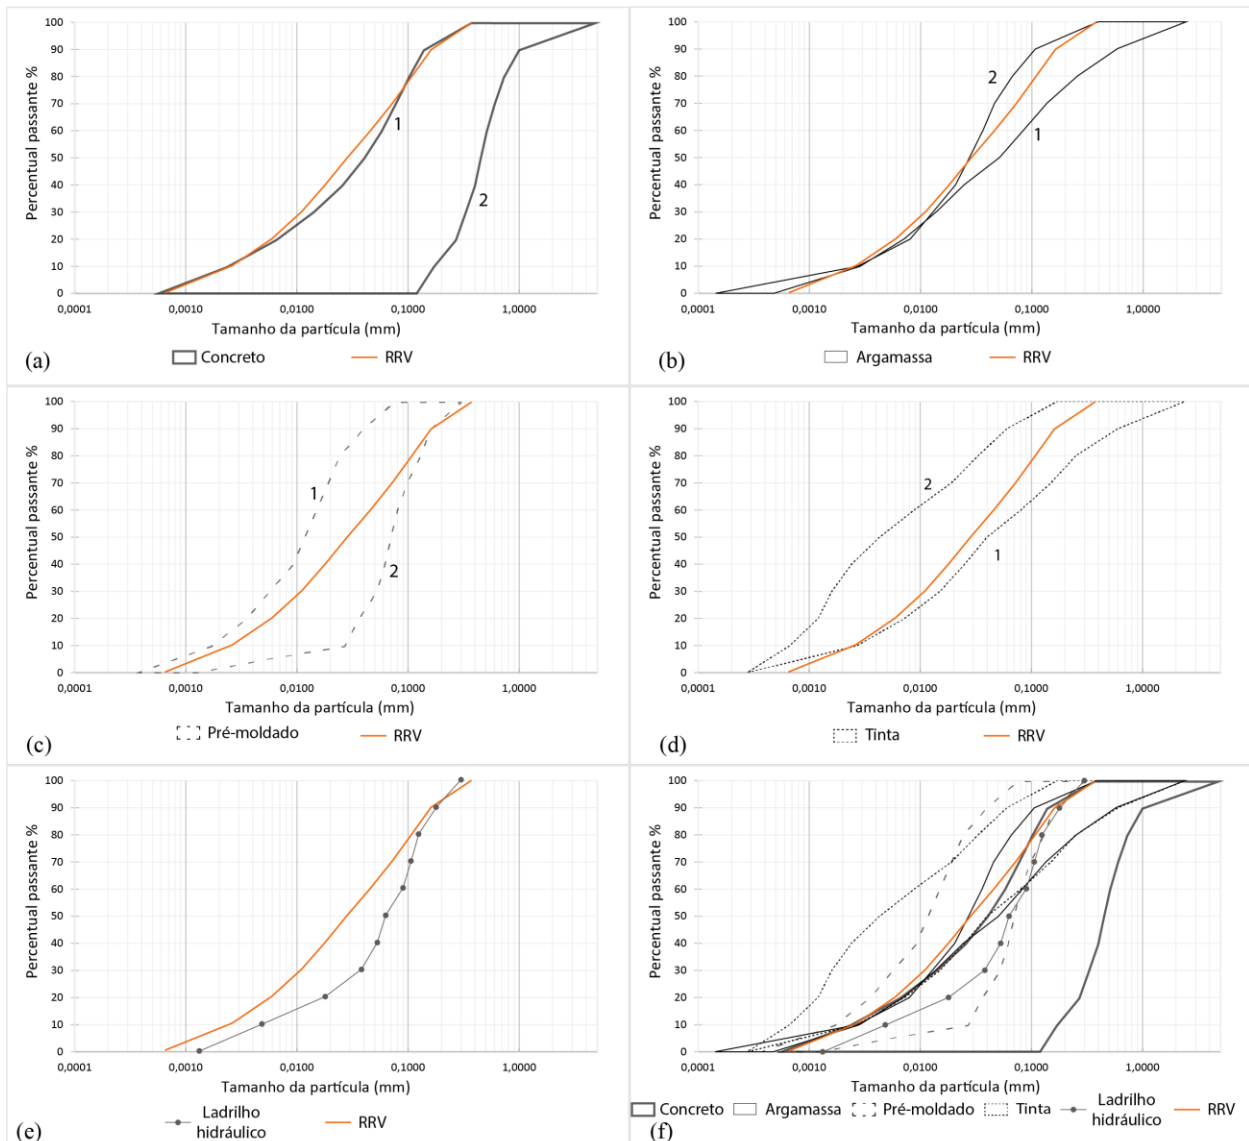 Percentual passante %
100
90
80
70
60
50
40
30
20
10
0
1
2
0,0001 0,0010 0,0100 0,1000 1,0000
Tamanho da partícula (mm)
(a)
Concreto RRV
Percentual passante %
100
90
80
70
60
50
40
30
20
10
0
2
1
0,0001 0,0010 0,0100 0,1000 1,0000
Tamanho da partícula (mm)
(b)
Argamassa RRV
Percentual passante %
100
90
80
70
60
50
40
30
20
10
0
1
2
0,0001 0,0010 0,0100 0,1000 1,0000
Tamanho da partícula (mm)
(c)
Pré-moldado RRV
Percentual passante %
100
90
80
70
60
50
40
30
20
10
0
2
1
0,0001 0,0010 0,0100 0,1000 1,0000
Tamanho da partícula (mm)
(d)
Tinta RRV
Percentual passante %
100
90
80
70
60
50
40
30
20
10
0
0,0001 0,0010 0,0100 0,1000 1,0000
Tamanho da partícula (mm)
(e)
Ladrilho
hidráulico
RRV
Percentual passante %
100
90
80
70
60
50
40
30
20
10
0
0,0001 0,0010 0,0100 0,1000 1,0000
Tamanho da partícula (mm)
Concreto Argamassa Pré-moldado Tinta Ladrilho
hidráulico
RRV
(f)